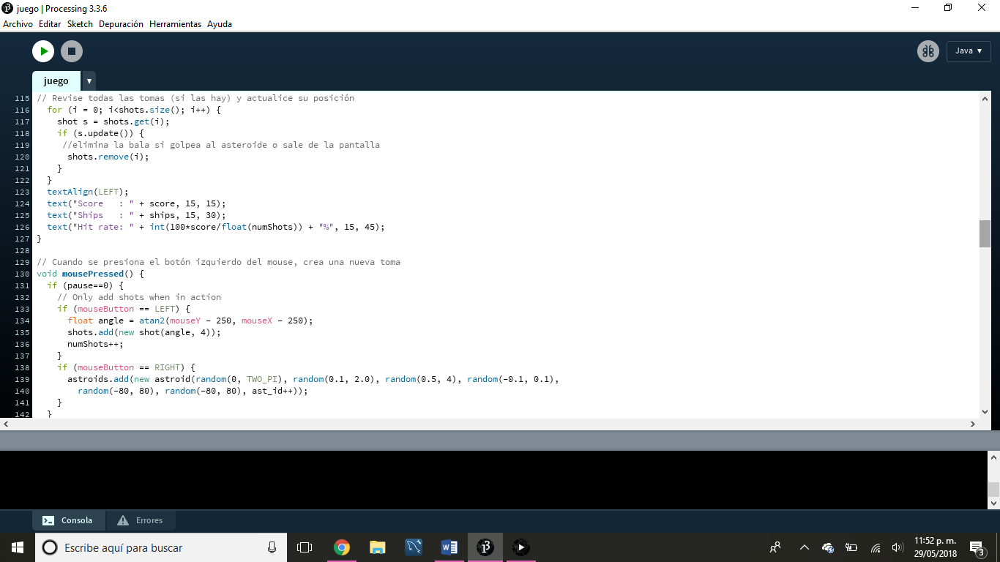 juego | Processing 3.3.6
Archivo Editar Sketch Depuración Herramientas Ayuda
Java ▼
juego ▼
115 // Revise todas las tomas (si las hay) y actualice su posición
116 for (i = 0; i<shots.size(); i++) {
117 shot s = shots.get(i);
118 if (s.update()) {
119 //elimina la bala si golpea al asteroide o sale de la pantalla
120 shots.remove(i);
121 }
122 }
123 textAlign(LEFT);
124 text("Score   : " + score, 15, 15);
125 text("Ships   : " + ships, 15, 30);
126 text("Hit rate: " + int(100*score/float(numShots)) + "%", 15, 45);
127 }
128
129 // Cuando se presiona el botón izquierdo del mouse, crea una nueva toma
130 void mousePressed() {
131 if (pause==0) {
132 // Only add shots when in action
133 if (mouseButton == LEFT) {
134 float angle = atan2(mouseY - 250, mouseX - 250);
135 shots.add(new shot(angle, 4));
136 numShots++;
137 }
138 if (mouseButton == RIGHT) {
139 astroids.add(new astroid(random(0, TWO_PI), random(0.1, 2.0), random(0.5, 4), random(-0.1, 0.1),
140 random(-80, 80), random(-80, 80), ast_id++));
141 }
142 }
Consola Errores
Escribe aquí para buscar
11:52 p. m.
29/05/2018
3